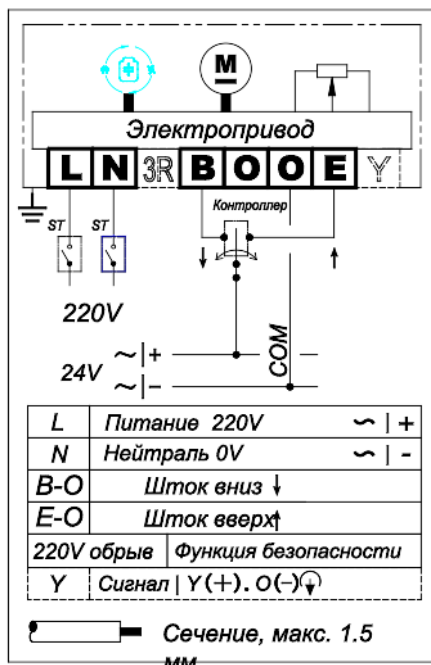 M
Электропривод
L N 3R B O O E Y
Контроллер
ST ST
220V
24V ~|+
~|-
COM
L Питание 220V ~ | +
N Нейтраль 0V ~ | -
B-O Шток вниз ↓
E-O Шток вверх↑
220V обрыв Функция безопасности
Y Сигнал | Y(+). O(-)
Сечение, макс. 1.5
мм